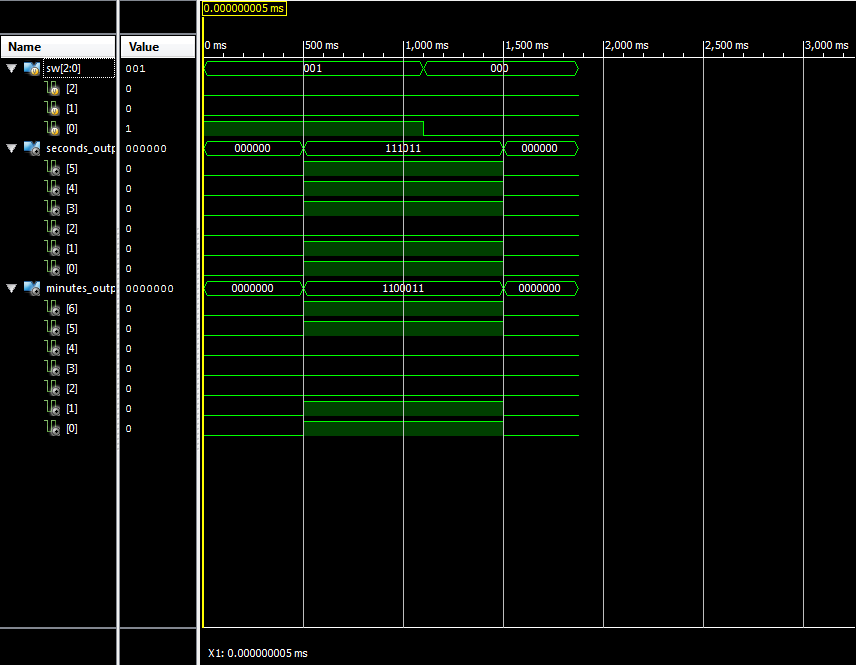 0.000000005 ms
Name Value
0 ms 500 ms 1,000 ms 1,500 ms 2,000 ms 2,500 ms 3,000 ms
sw[2:0] 001 001 000
[2] 0
[1] 0
[0] 1
seconds_outp 000000 000000 111011 000000
[5] 0
[4] 0
[3] 0
[2] 0
[1] 0
[0] 0
minutes_outp 0000000 0000000 1100011 0000000
[6] 0
[5] 0
[4] 0
[3] 0
[2] 0
[1] 0
[0] 0
X1: 0.000000005 ms